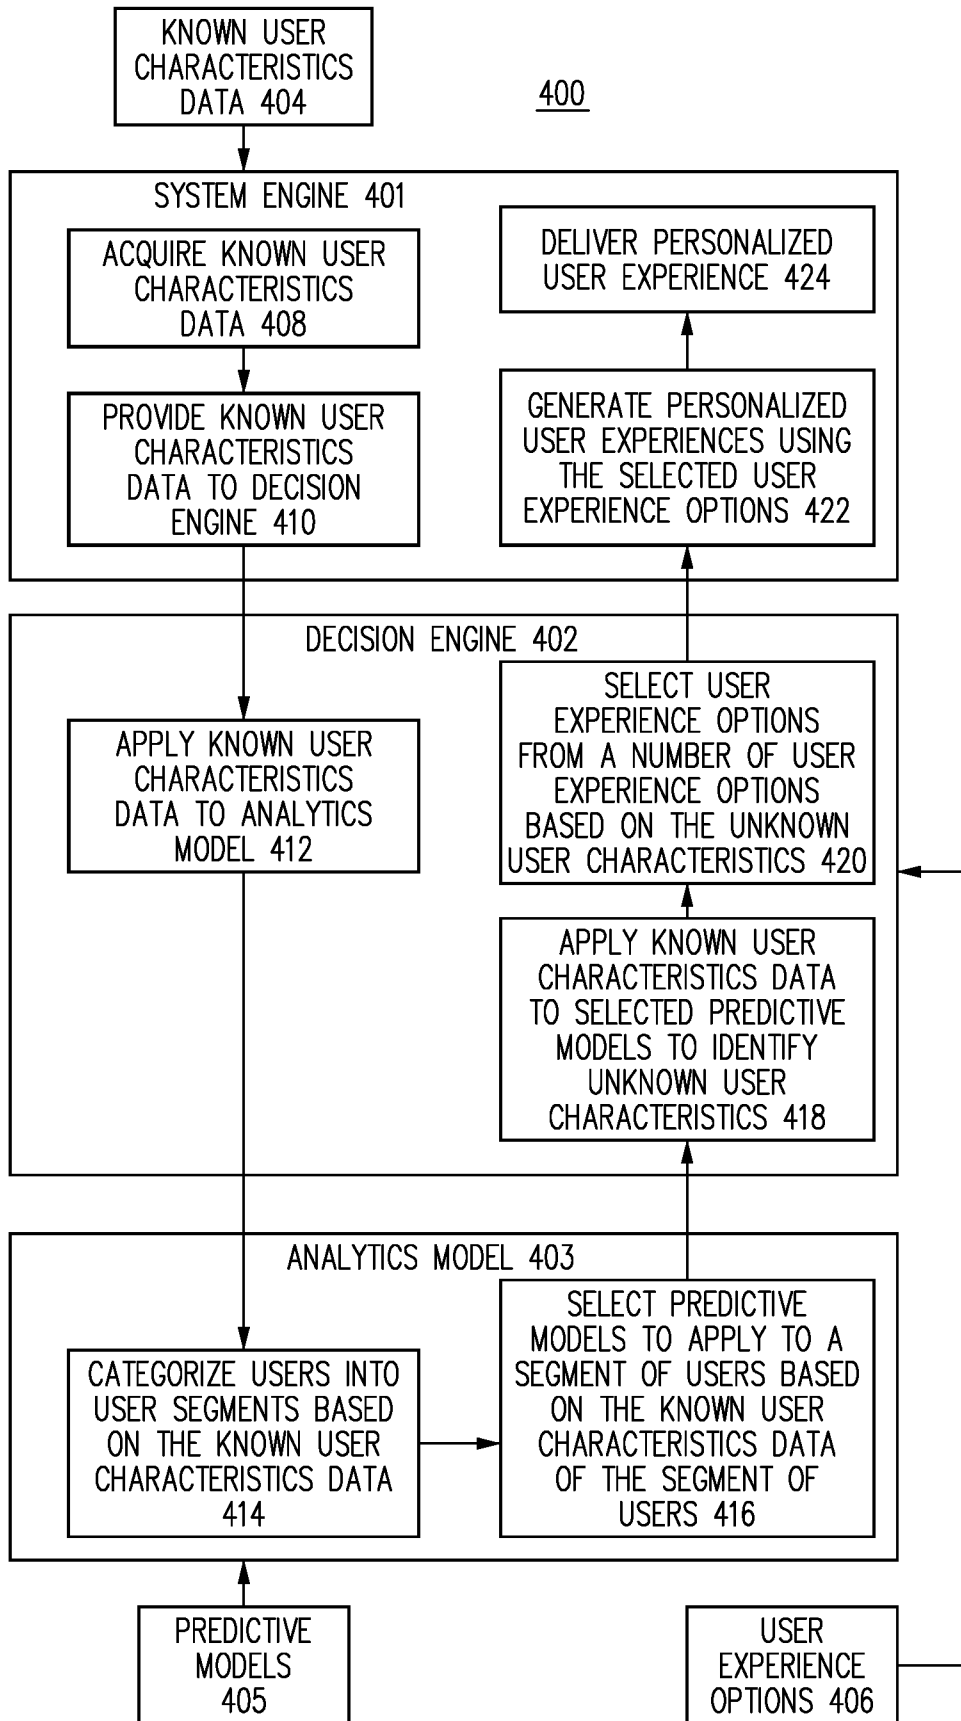 KNOWN USER
CHARACTERISTICS
DATA 404
400
SYSTEM ENGINE 401
ACQUIRE KNOWN USER
CHARACTERISTICS
DATA 408
PROVIDE KNOWN USER
CHARACTERISTICS
DATA TO DECISION
ENGINE 410
DELIVER PERSONALIZED
USER EXPERIENCE 424
GENERATE PERSONALIZED
USER EXPERIENCES USING
THE SELECTED USER
EXPERIENCE OPTIONS 422
DECISION ENGINE 402
APPLY KNOWN USER
CHARACTERISTICS
DATA TO ANALYTICS
MODEL 412
SELECT USER
EXPERIENCE OPTIONS
FROM A NUMBER OF USER
EXPERIENCE OPTIONS
BASED ON THE UNKNOWN
USER CHARACTERISTICS 420
APPLY KNOWN USER
CHARACTERISTICS DATA
TO SELECTED PREDICTIVE
MODELS TO IDENTIFY
UNKNOWN USER
CHARACTERISTICS 418
ANALYTICS MODEL 403
CATEGORIZE USERS INTO
USER SEGMENTS BASED
ON THE KNOWN USER
CHARACTERISTICS DATA
414
SELECT PREDICTIVE
MODELS TO APPLY TO A
SEGMENT OF USERS BASED
ON THE KNOWN USER
CHARACTERISTICS DATA
OF THE SEGMENT OF
USERS 416
PREDICTIVE
MODELS
405
USER
EXPERIENCE
OPTIONS 406